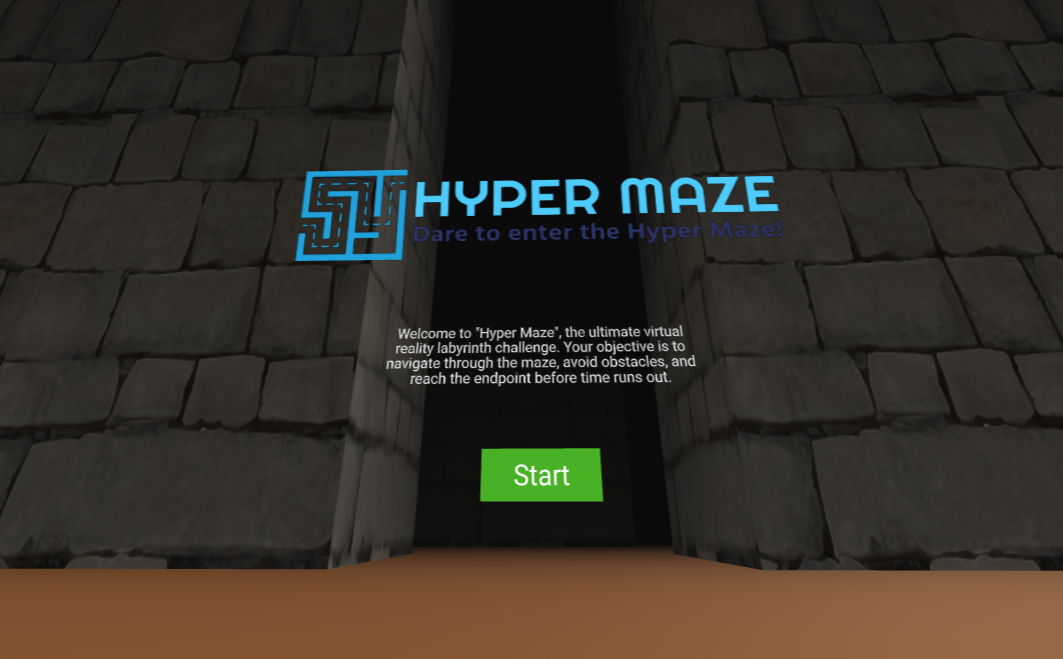 HYPER MAZE
Dare to enter the Hyper Maze!
Welcome to "Hyper Maze", the ultimate virtual
reality labyrinth challenge. Your objective is to
navigate through the maze, avoid obstacles, and
reach the endpoint before time runs out.
Start